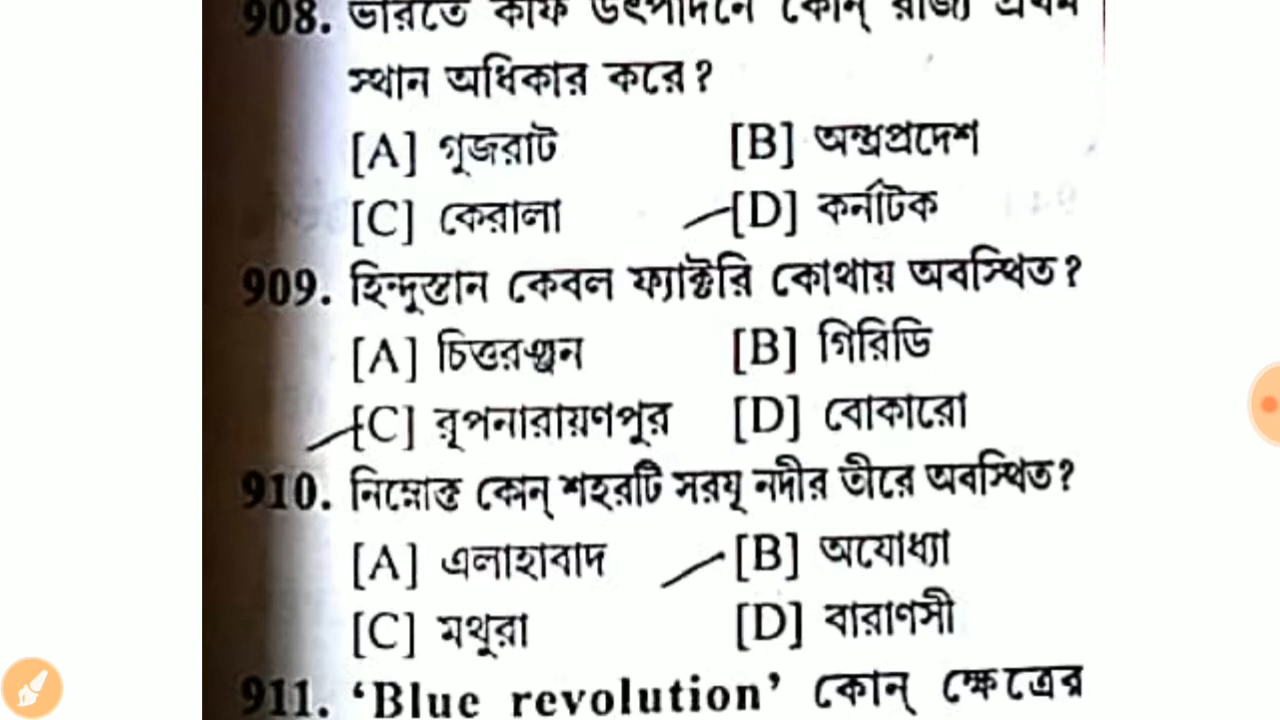 908. ভারতে কফি উৎপাদনে কোন্ রাজ্য প্রথম
স্থান অধিকার করে?
[A] গুজরাট [B] অন্ধ্রপ্রদেশ
[C] কেরালা [D] কর্নাটক
909. হিন্দুস্তান কেবল ফ্যাক্টরি কোথায় অবস্থিত?
[A] চিত্তরঞ্জন [B] গিরিডি
[C] রূপনারায়ণপুর [D] বোকারো
910. নিম্নোক্ত কোন্ শহরটি সরযূ নদীর তীরে অবস্থিত?
[A] এলাহাবাদ [B] অযোধ্যা
[C] মথুরা [D] বারাণসী
911. ‘Blue revolution’ কোন্ ক্ষেত্রের